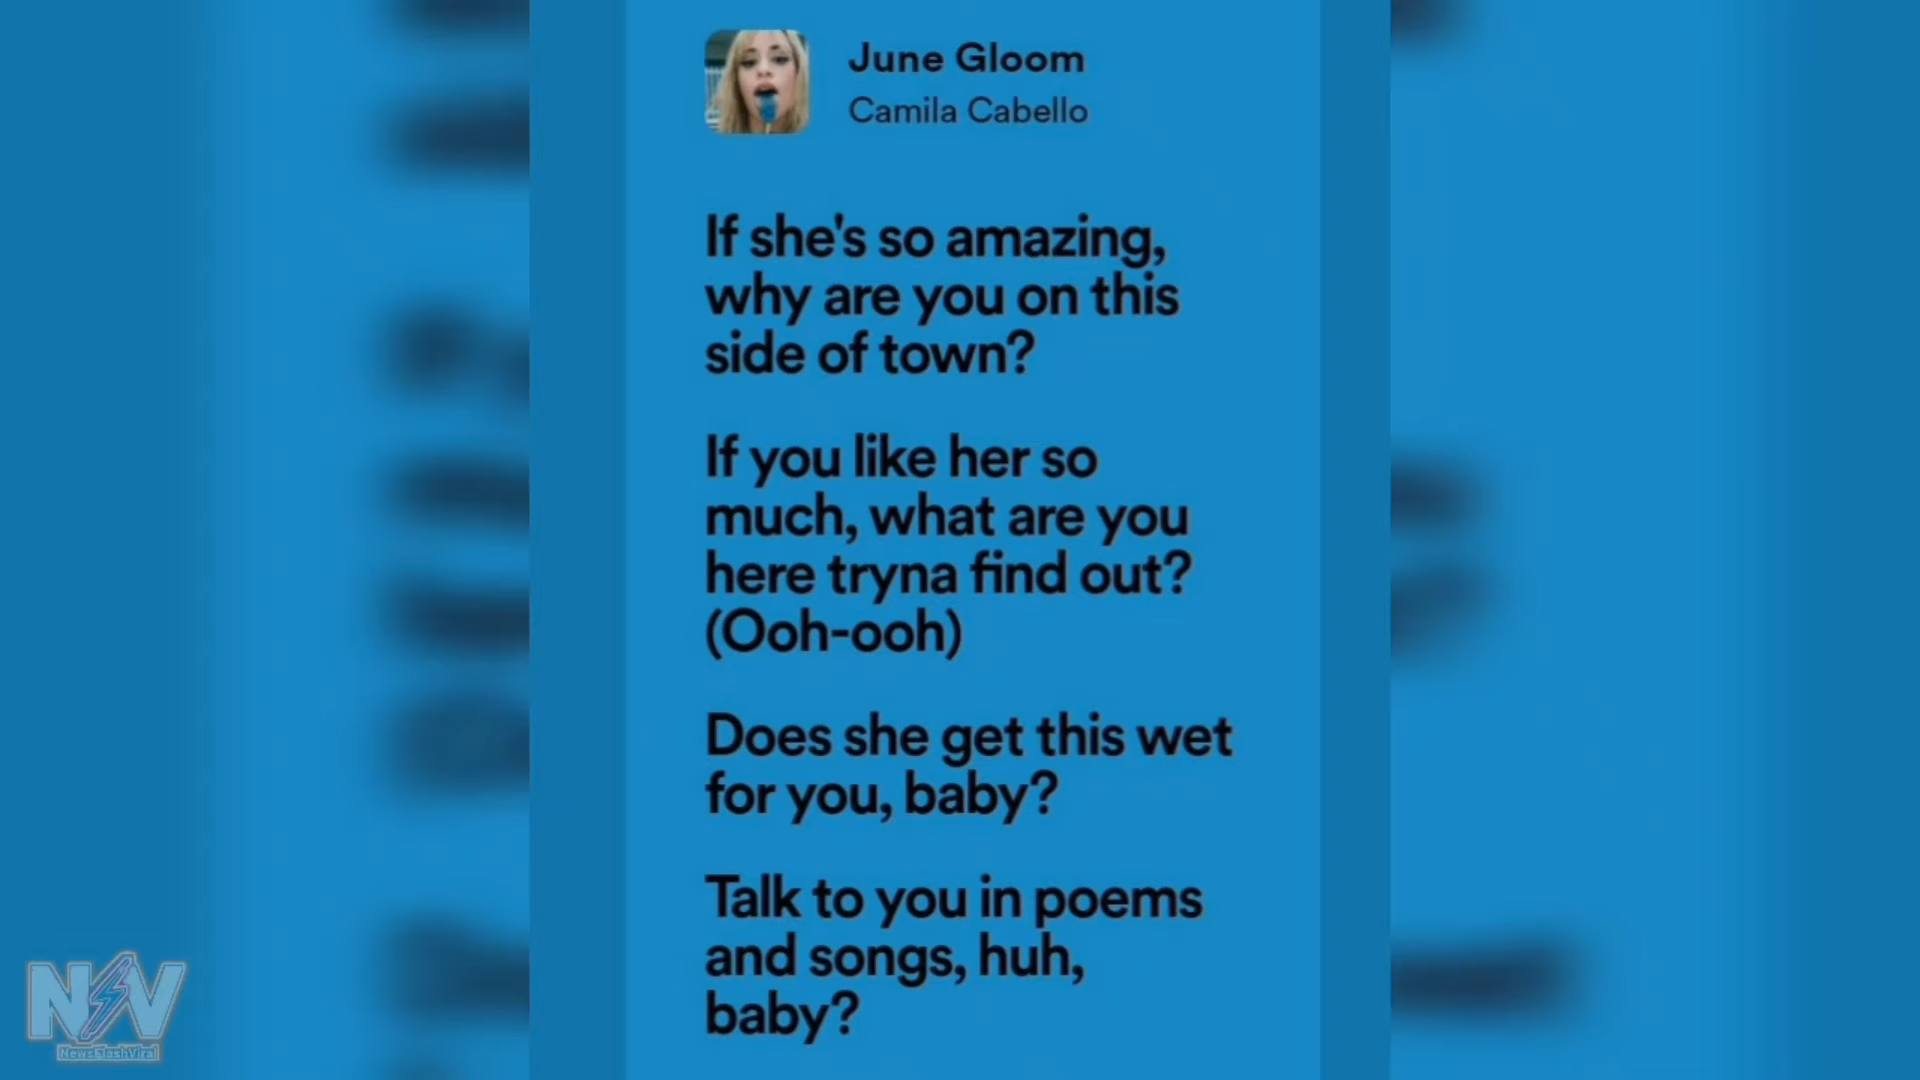 June Gloom
Camila Cabello
If she's so amazing,
why are you on this
side of town?
If you like her so
much, what are you
here tryna find out?
(Ooh-ooh)
Does she get this wet
for you, baby?
Talk to you in poems
and songs, huh,
baby?
NV
NewsFlashViral